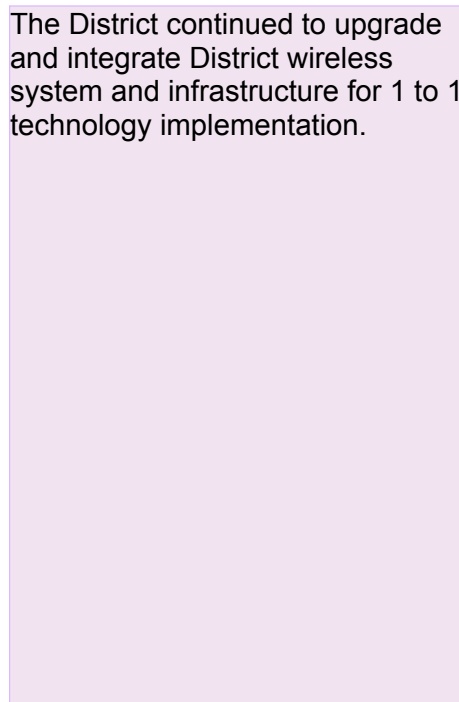 The District continued to upgrade
and integrate District wireless
system and infrastructure for 1 to 1
technology implementation.